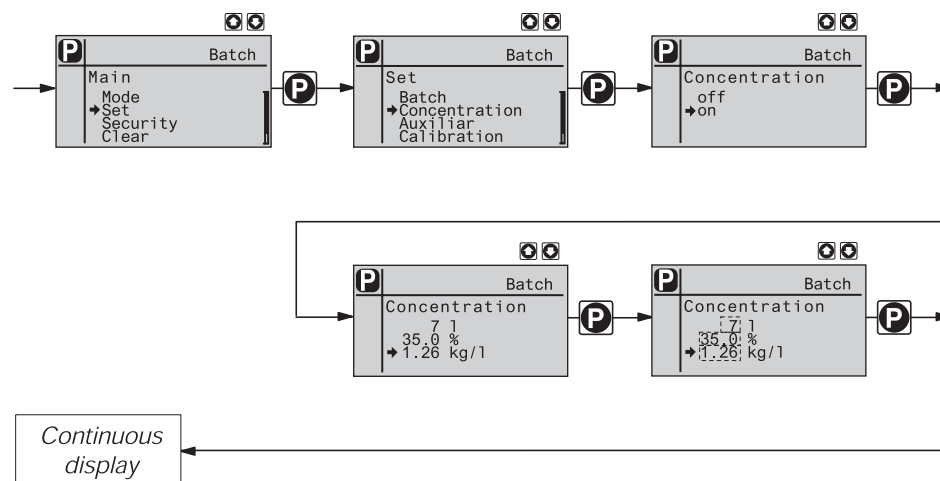 P Batch
Main
Mode
➜Set
Security
Clear
P
P Batch
Set
Batch
➜Concentration
Auxiliar
Calibration
P
P Batch
Concentration
off
➜on
P
P Batch
Concentration
7 l
35.0 %
➜1.26 kg/l
P
P Batch
Concentration
7 l
35.0 %
➜1.26 kg/l
P
Continuous
display